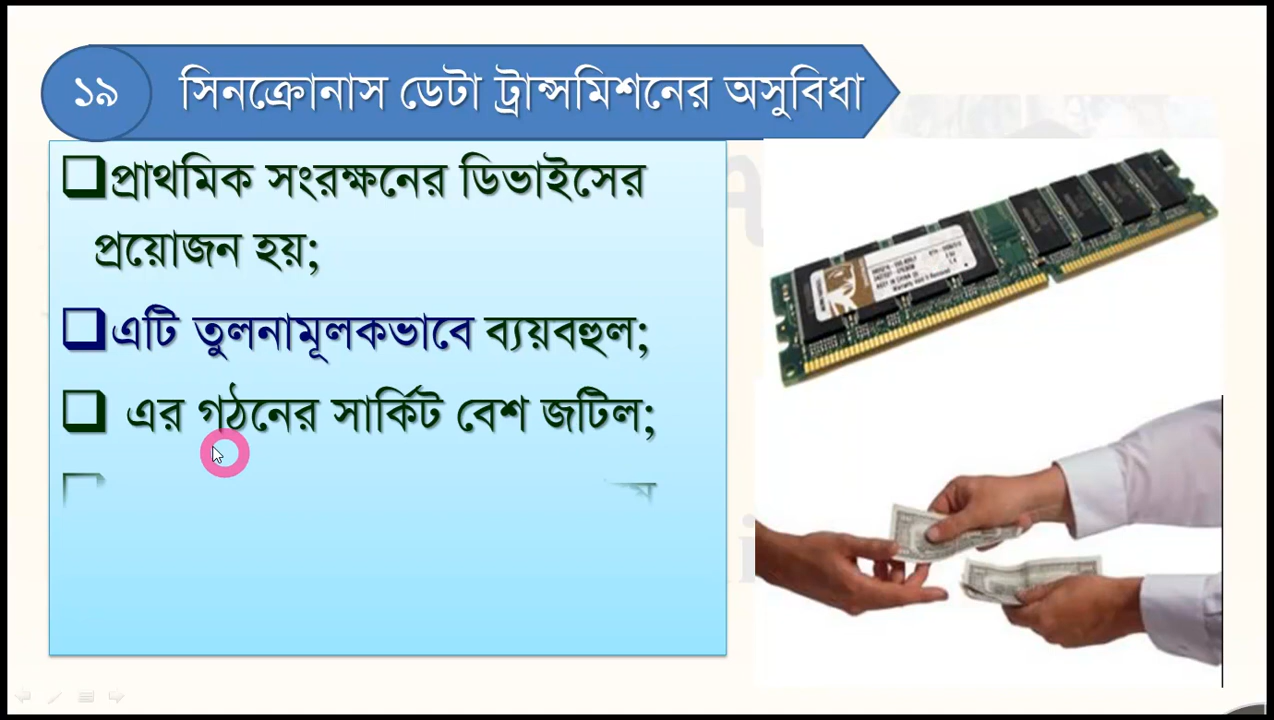 ১৯ সিনক্রোনাস ডেটা ট্রান্সমিশনের অসুবিধা
প্রাথমিক সংরক্ষনের ডিভাইসের
প্রয়োজন হয়;
এটি তুলনামূলকভাবে ব্যয়বহুল;
এর গঠনের সার্কিট বেশ জটিল;